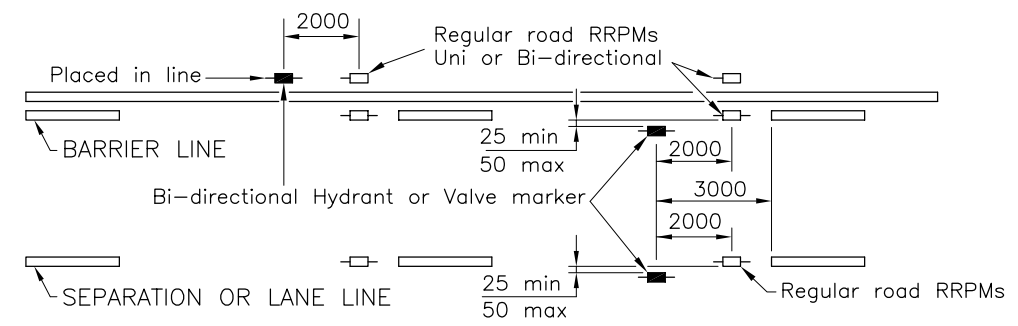 2000
Regular road RRPMs
Uni or Bi-directional
Placed in line
25 min
50 max
BARRIER LINE
2000
Bi-directional Hydrant or Valve marker
3000
2000
25 min
50 max
SEPARATION OR LANE LINE
Regular road RRPMs